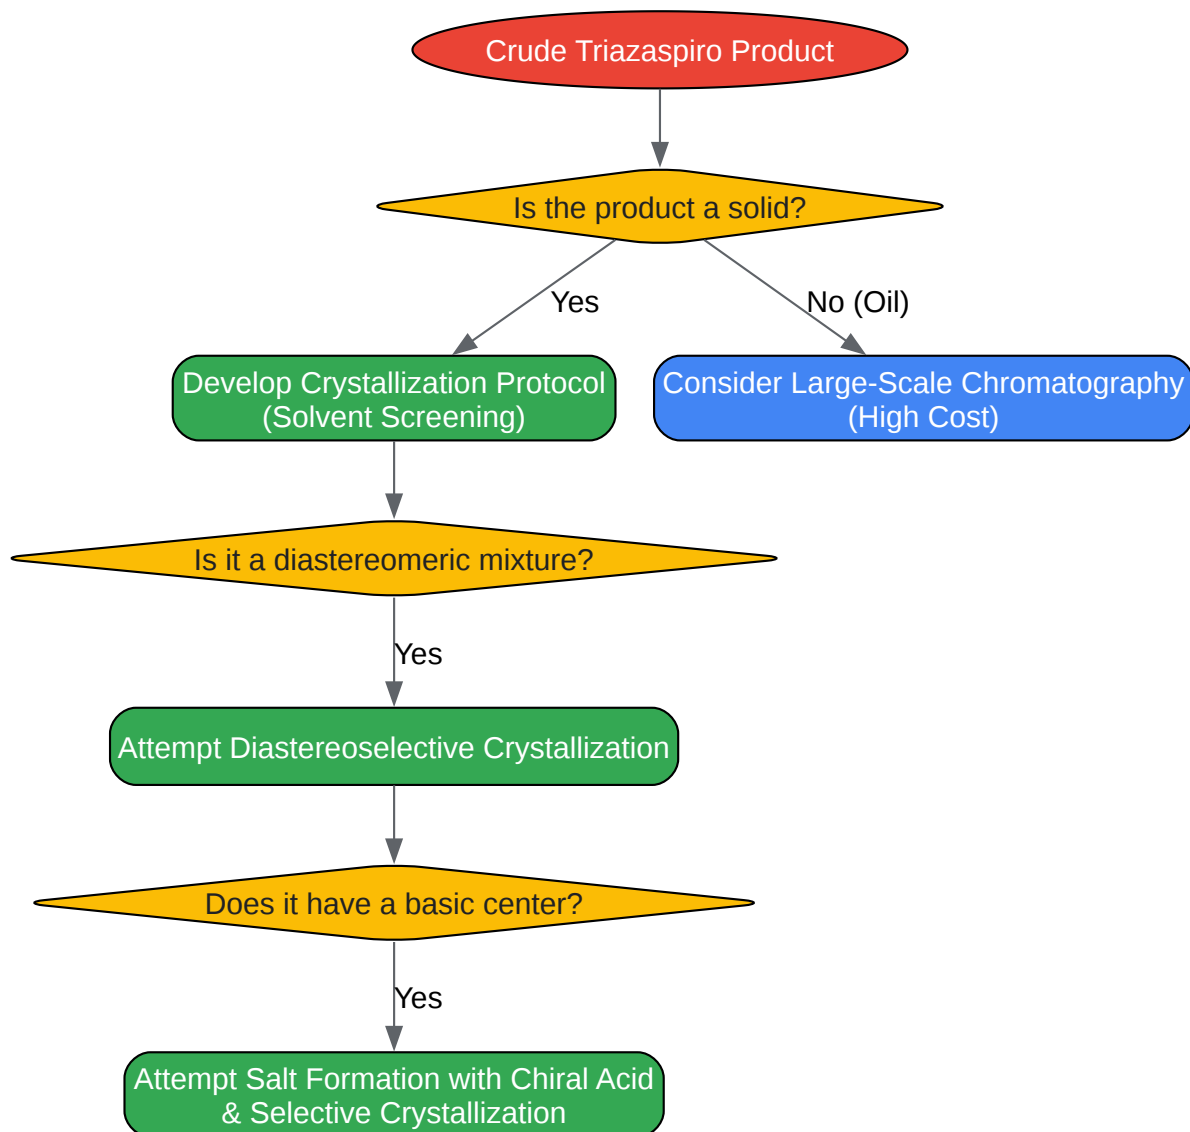 Crude Triazaspiro Product
Is the product a solid?
Yes
No (Oil)
Develop Crystallization Protocol
(Solvent Screening)
Consider Large-Scale Chromatography
(High Cost)
Is it a diastereomeric mixture?
Yes
Attempt Diastereoselective Crystallization
Does it have a basic center?
Yes
Attempt Salt Formation with Chiral Acid
& Selective Crystallization